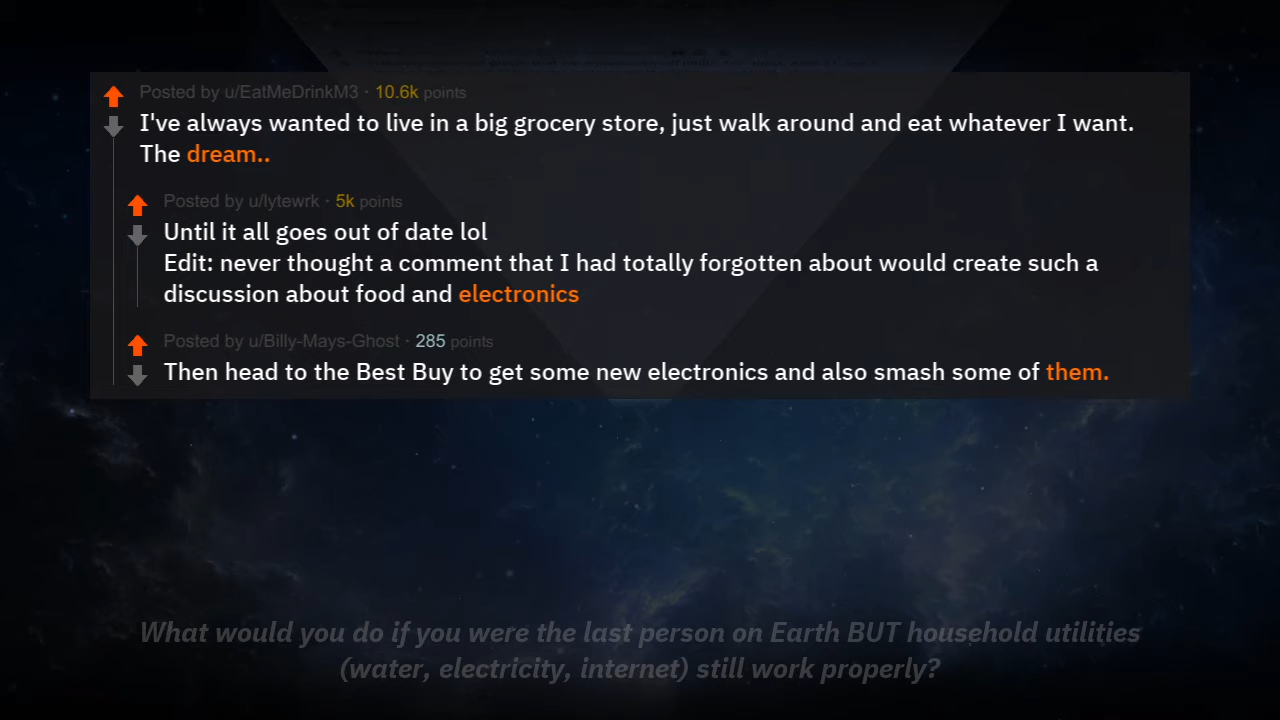 Posted by u/EatMeDrinkM3 · 10.6k points
I've always wanted to live in a big grocery store, just walk around and eat whatever I want.
The dream..
Posted by u/lytewrk · 5k points
Until it all goes out of date lol
Edit: never thought a comment that I had totally forgotten about would create such a
discussion about food and electronics
Posted by u/Billy-Mays-Ghost · 285 points
Then head to the Best Buy to get some new electronics and also smash some of them.
What would you do if you were the last person on Earth BUT household utilities
(water, electricity, internet) still work properly?